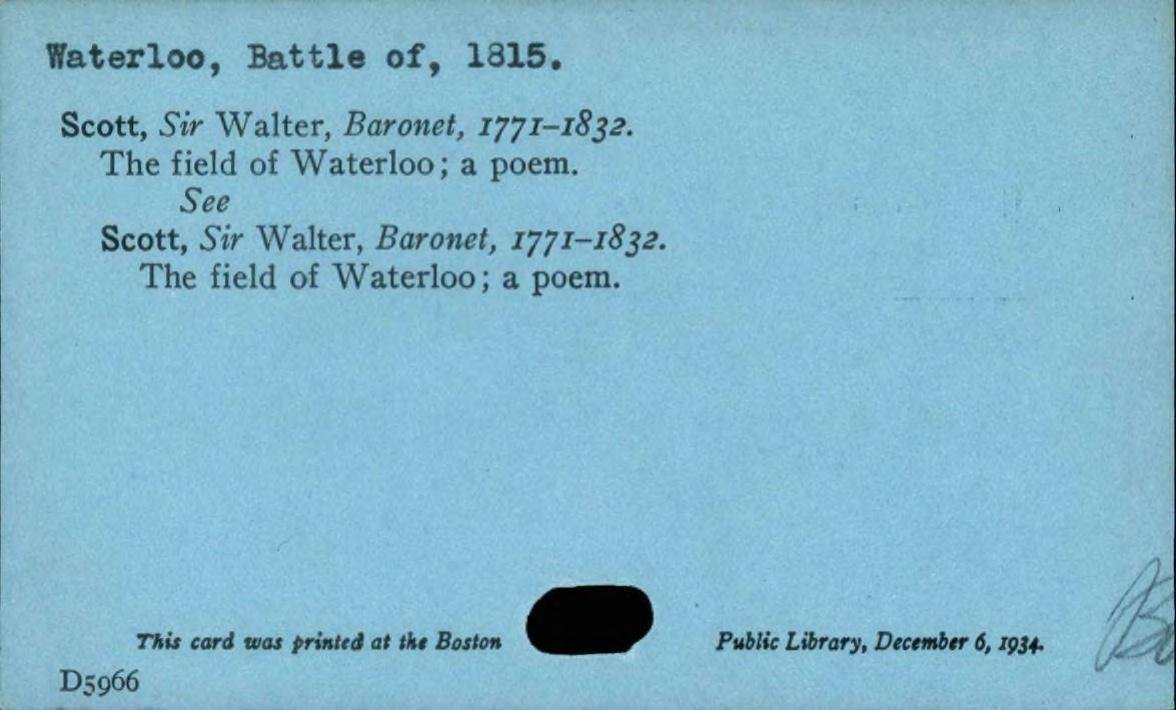 Waterloo, Battle of, 1815.
Scott, Sir Walter, Baronet, 1771–1832.
The field of Waterloo; a poem.
See
Scott, Sir Walter, Baronet, 1771–1832.
The field of Waterloo; a poem.
This card was printed at the Boston Public Library, December 6, 1934.
D5966